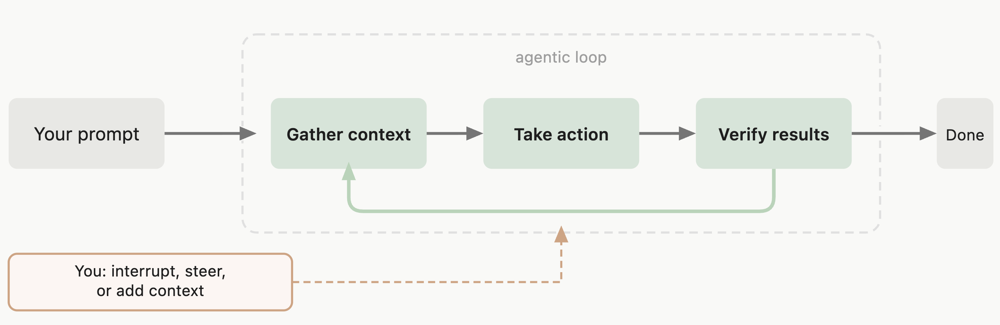 agentic loop
Your prompt
Gather context
Take action
Verify results
Done
You: interrupt, steer,
or add context